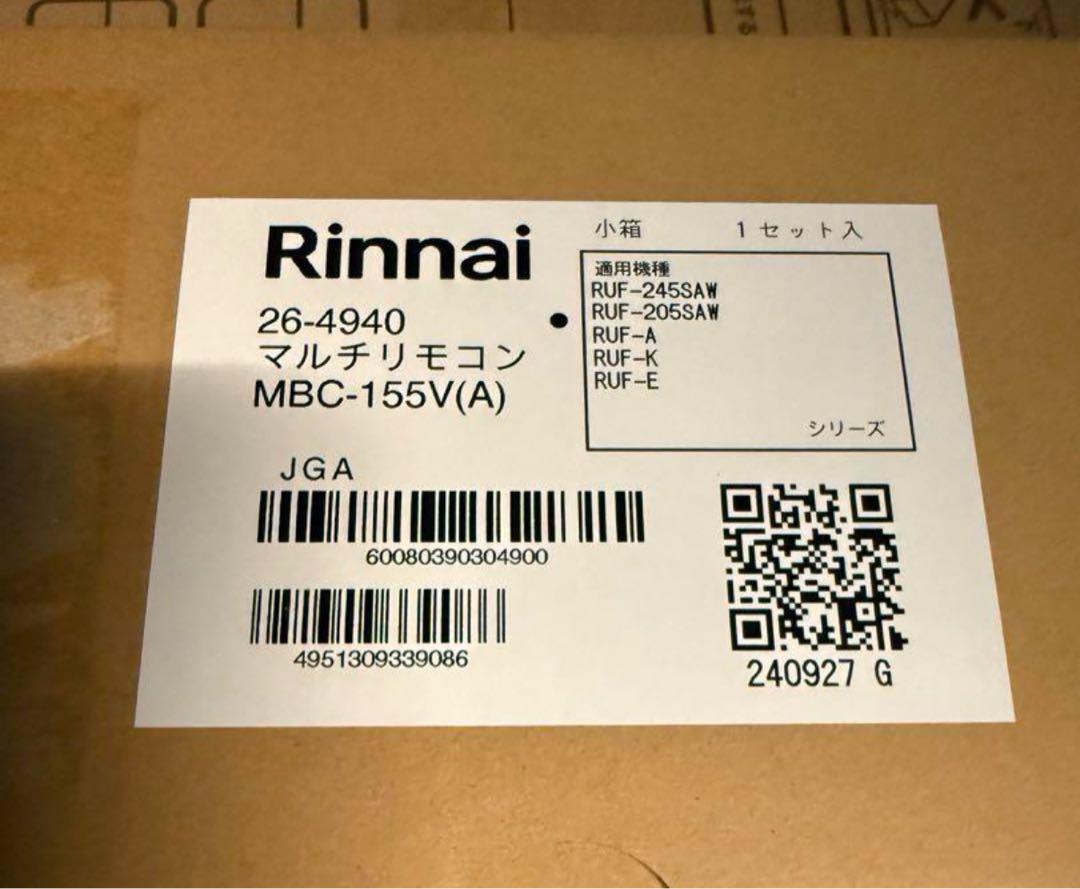 Rinnai
26-4940
マルチリモコン
MBC-155V(A)
小箱 1セット入
適用機種
RUF-245SAW
RUF-205SAW
RUF-A
RUF-K
RUF-E
シリーズ
JGA
60080390304900
4951309339086
240927 G